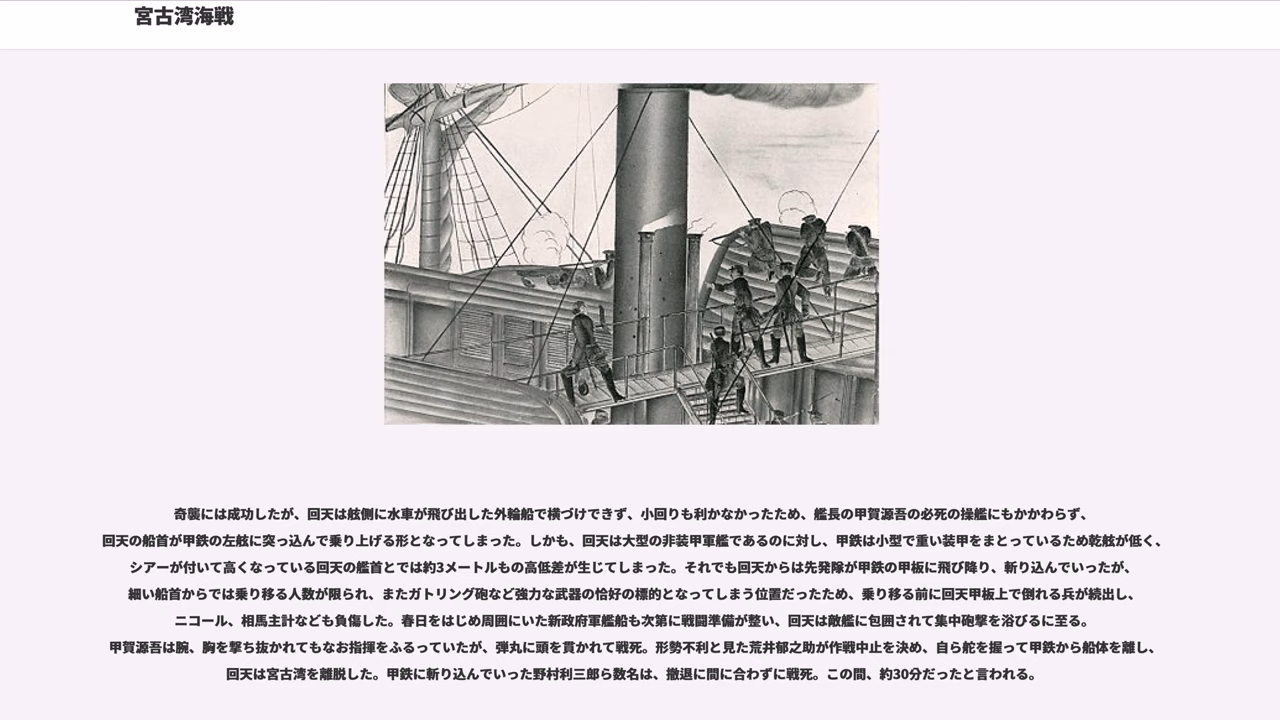 宮古湾海戦
奇襲には成功したが、回天は舷側に水車が飛び出した外輪船で横づけできず、小回りも利かなかったため、艦長の甲賀源吾の必死の操艦にもかかわらず、
回天の船首が甲鉄の左舷に突っ込んで乗り上げる形となってしまった。しかも、回天は大型の非装甲軍艦であるのに対し、甲鉄は小型で重い装甲をまとっているため乾舷が低く、
シアーが付いて高くなっている回天の艦首とでは約3メートルもの高低差が生じてしまった。それでも回天からは先発隊が甲鉄の甲板に飛び降り、斬り込んでいったが、
細い船首からでは乗り移る人数が限られ、またガトリング砲など強力な武器の恰好の標的となってしまう位置だったため、乗り移る前に回天甲板上で倒れる兵が続出し、
ニコール、相馬主計なども負傷した。春日をはじめ周囲にいた新政府軍艦船も次第に戦闘準備が整い、回天は敵艦に包囲されて集中砲撃を浴びるに至る。
甲賀源吾は腕、胸を撃ち抜かれてもなお指揮をふるっていたが、弾丸に頭を貫かれて戦死。形勢不利と見た荒井郁之助が作戦中止を決め、自ら舵を握って甲鉄から船体を離し、
回天は宮古湾を離脱した。甲鉄に斬り込んでいった野村利三郎ら数名は、撤退に間に合わずに戦死。この間、約30分だったと言われる。